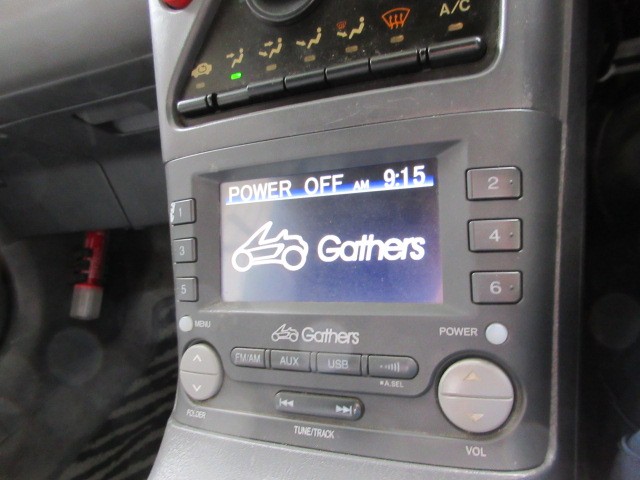 A/C
POWER OFF AM 9:15
Gathers
1
2
3
4
5
6
MENU
Gathers
POWER
FM/AM AUX USB
★A.SEL
FOLDER
TUNE/TRACK
VOL